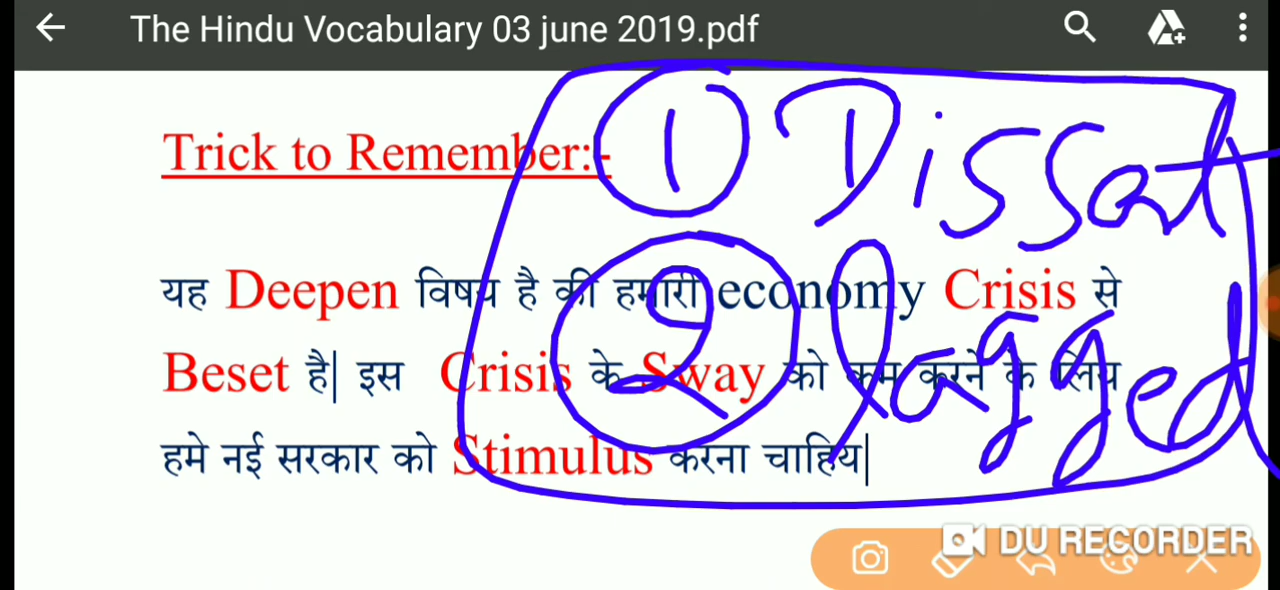 The Hindu Vocabulary 03 june 2019.pdf
Trick to Remember:-
① Dissat
यह Deepen विषय है की हमारी economy Crisis से
② lagged
Beset है| इस Crisis के Sway को कम करने के लिय
हमे नई सरकार को Stimulus करना चाहिय|
DU RECORDER